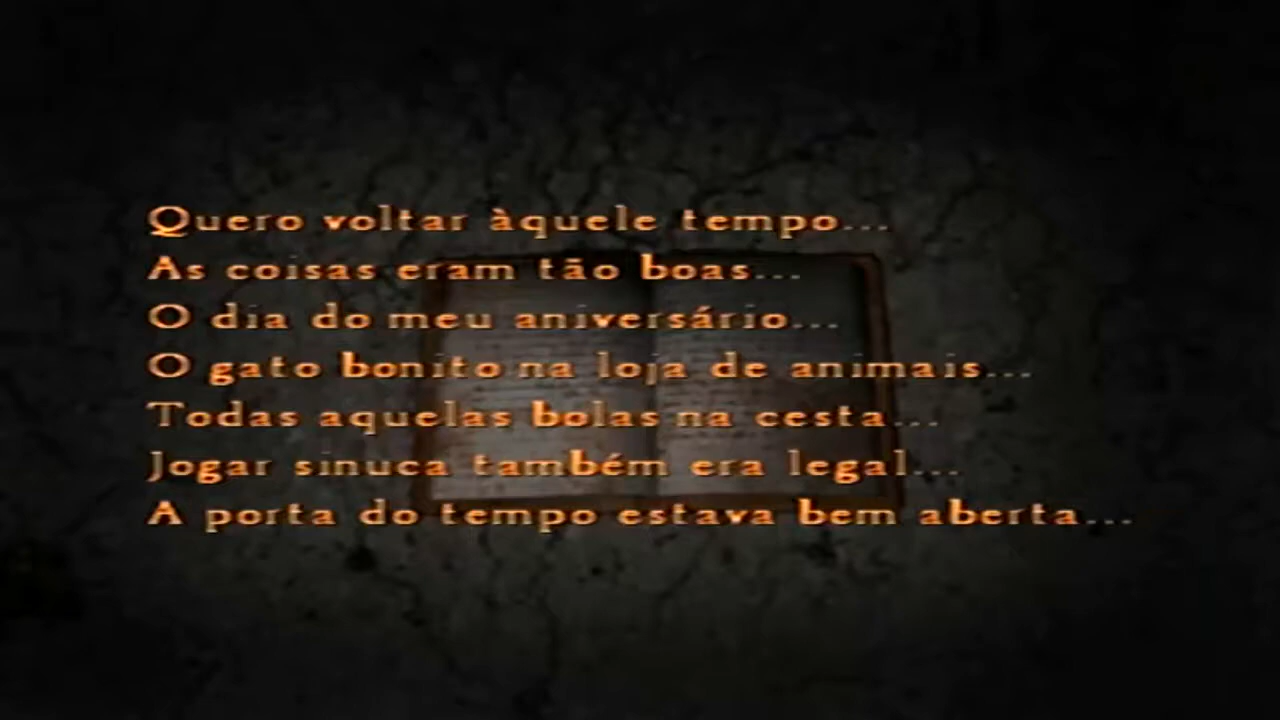 Quero voltar àquele tempo...
As coisas eram tão boas...
O dia do meu aniversário...
O gato bonito na loja de animais...
Todas aquelas bolas na cesta...
Jogar sinuca também era legal...
A porta do tempo estava bem aberta...